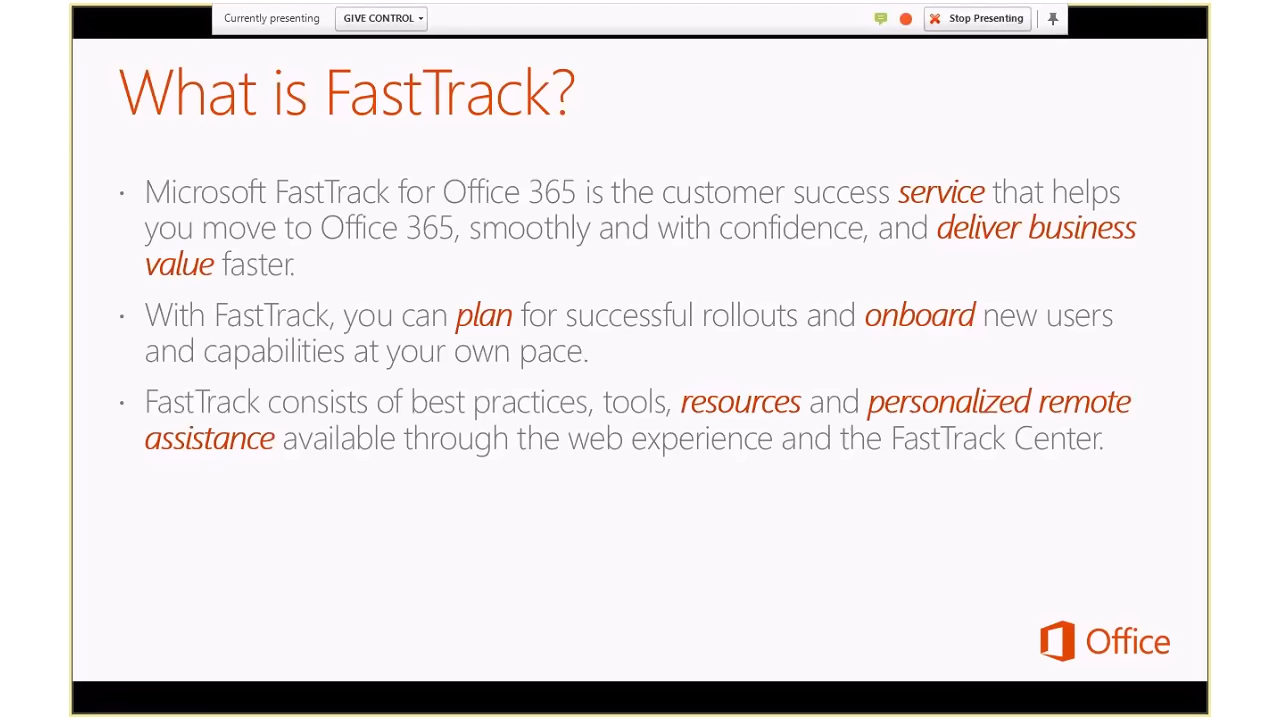 Currently presenting GIVE CONTROL Stop Presenting
What is FastTrack?
· Microsoft FastTrack for Office 365 is the customer success service that helps
you move to Office 365, smoothly and with confidence, and deliver business
value faster.
· With FastTrack, you can plan for successful rollouts and onboard new users
and capabilities at your own pace.
· FastTrack consists of best practices, tools, resources and personalized remote
assistance available through the web experience and the FastTrack Center.
Office